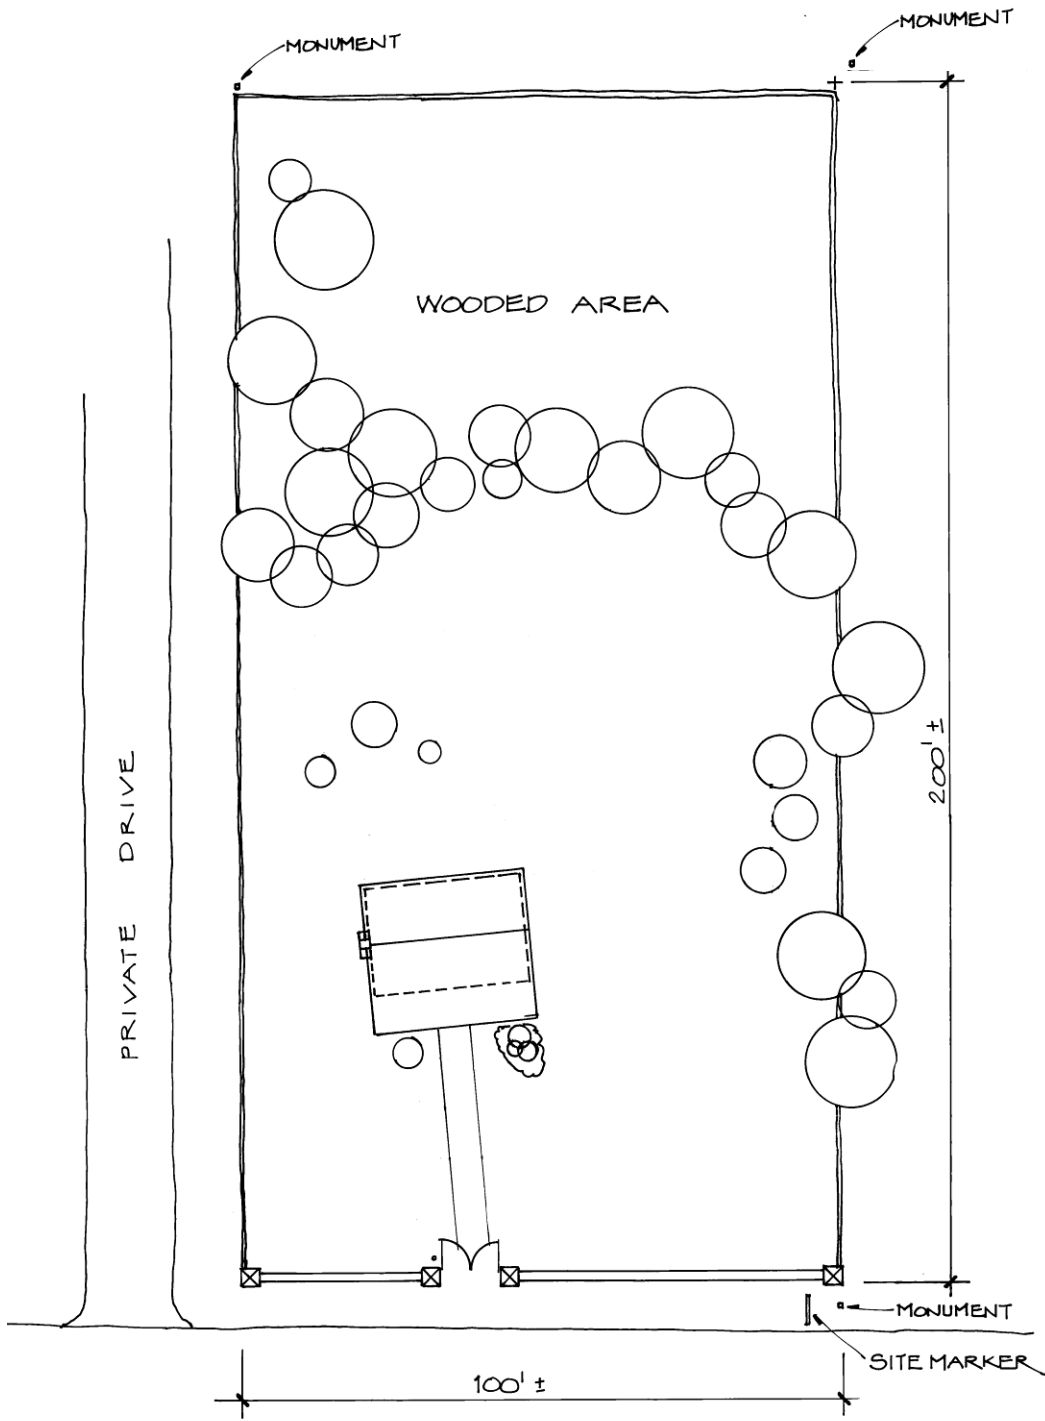 MONUMENT
MONUMENT
WOODED AREA
200' ±
PRIVATE DRIVE
MONUMENT
SITE MARKER
100' ±